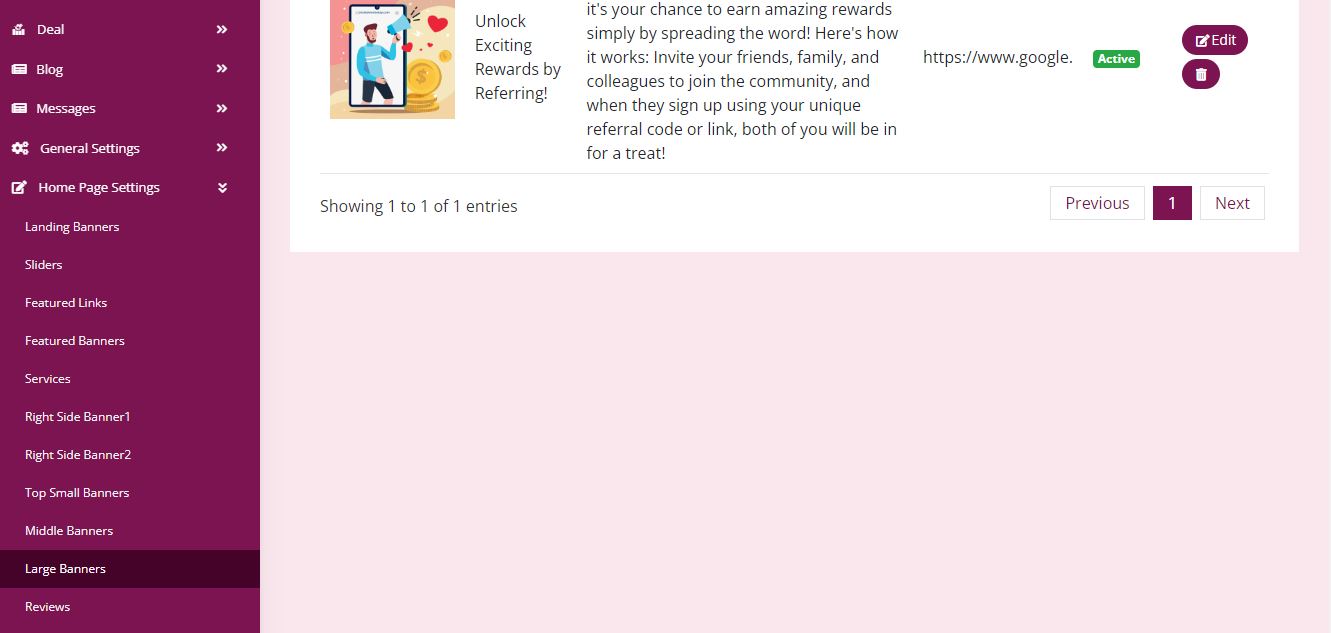 Deal
Blog
Messages
General Settings
Home Page Settings
Landing Banners
Sliders
Featured Links
Featured Banners
Services
Right Side Banner1
Right Side Banner2
Top Small Banners
Middle Banners
Large Banners
Reviews
Unlock
Exciting
Rewards by
Referring!
it's your chance to earn amazing rewards
simply by spreading the word! Here's how
it works: Invite your friends, family, and
colleagues to join the community, and
when they sign up using your unique
referral code or link, both of you will be in
for a treat!
https://www.google.
Active
Edit
Showing 1 to 1 of 1 entries
Previous
1
Next